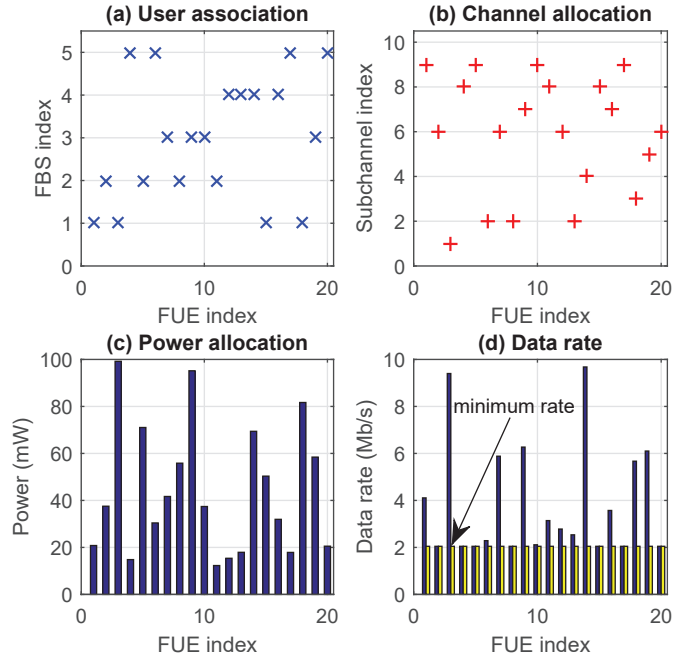 (a) User association
FBS index
5
4
3
2
1
0
0 10 20
FUE index
(b) Channel allocation
Subchannel index
10
8
6
4
2
0
0 10 20
FUE index
(c) Power allocation
Power (mW)
100
80
60
40
20
0
0 10 20
FUE index
(d) Data rate
Data rate (Mb/s)
10
8
6
4
2
0
minimum rate
0 10 20
FUE index